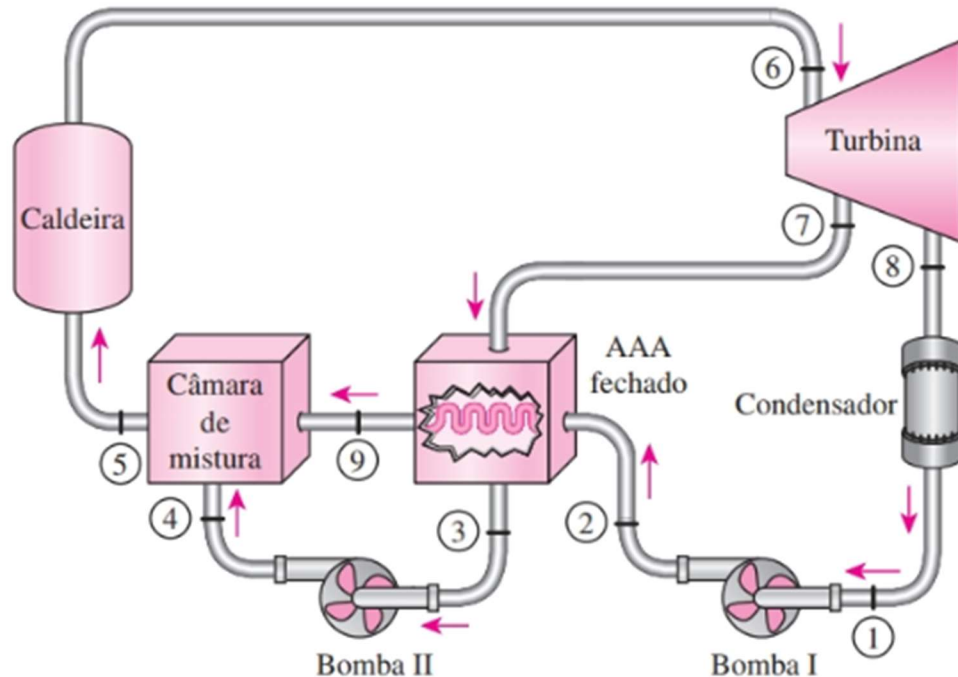 6
Turbina
Caldeira
7
8
AAA
fechado
Câmara
de
mistura
Condensador
9
5
4
3
2
1
Bomba II
Bomba I